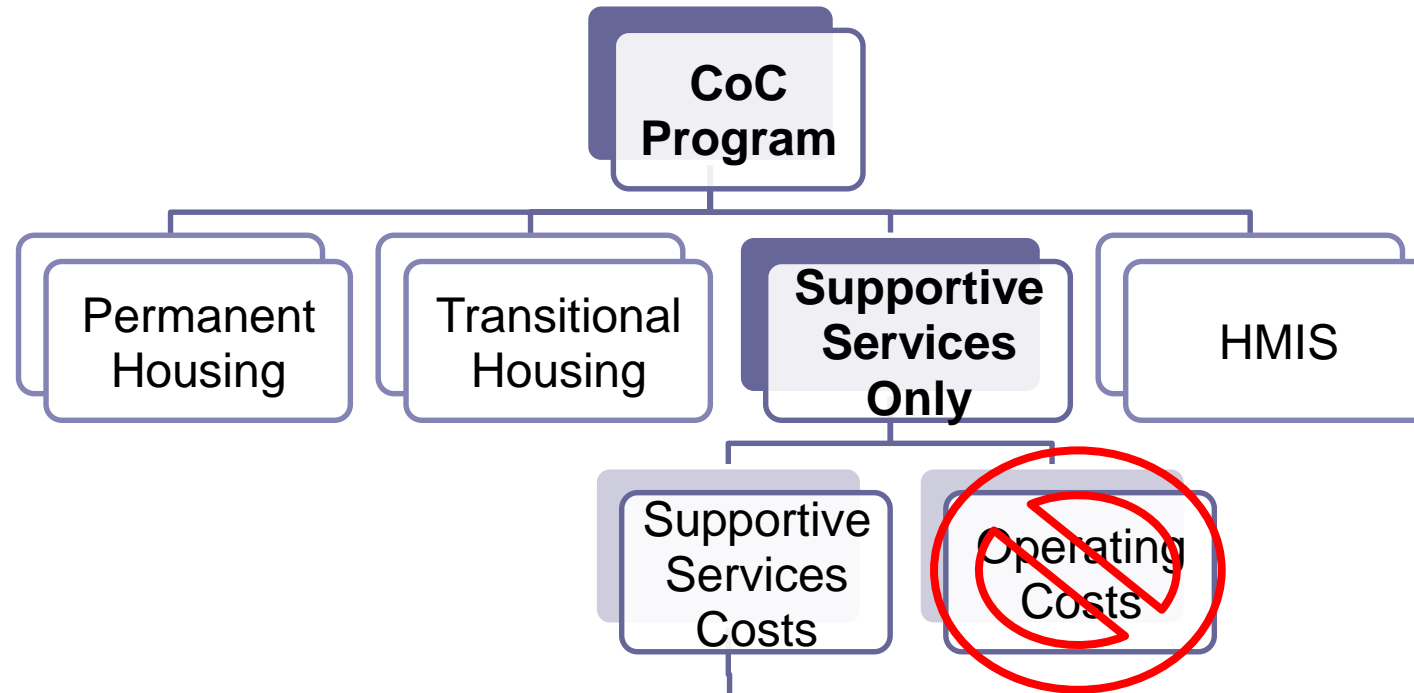 CoC
Program
Permanent
Housing
Transitional
Housing
Supportive
Services
Only
HMIS
Supportive
Services
Costs
Operating
Costs